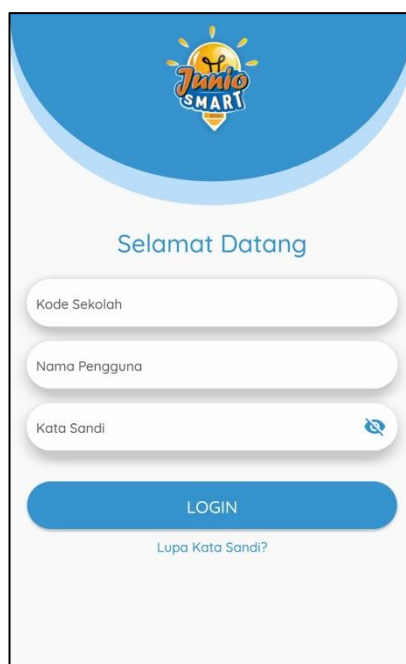 Junio
SMART
Selamat Datang
Kode Sekolah
Nama Pengguna
Kata Sandi
LOGIN
Lupa Kata Sandi?